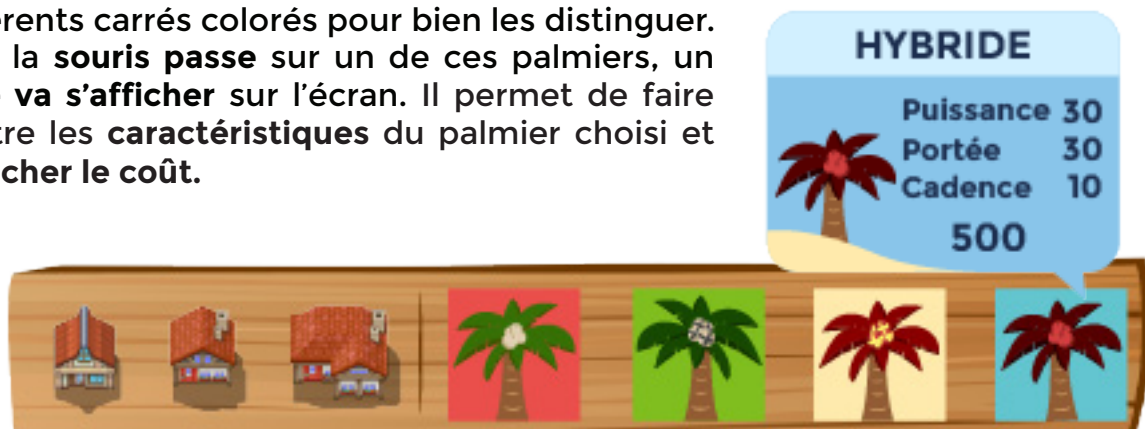 érents carrés colorés pour bien les distinguer.
la souris passe sur un de ces palmiers, un
va s’afficher sur l’écran. Il permet de faire
tre les caractéristiques du palmier choisi et
cher le coût.
HYBRIDE
Puissance 30
Portée 30
Cadence 10
500